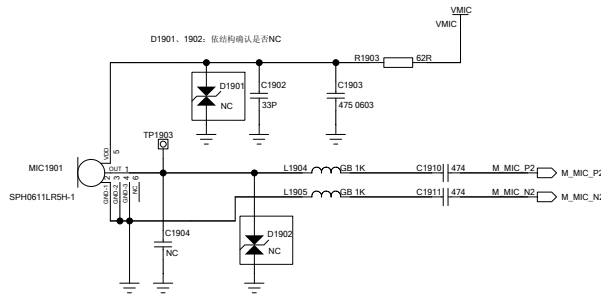 VMIC
VMIC
D1901、1902：依结构确认是否NC
R1903 62R
D1901
NC
C1902
33P
C1903
475 0603
TP1903
VDD
5
MIC1901
OUT 1
SPH0611LR5H-1
GND-1 2
GND-2 3
GND-3 4
NC 6
L1904 GB 1K
C1910 474
M_MIC_P2
M_MIC_P2
L1905 GB 1K
C1911 474
M_MIC_N2
M_MIC_N2
C1904
NC
D1902
NC